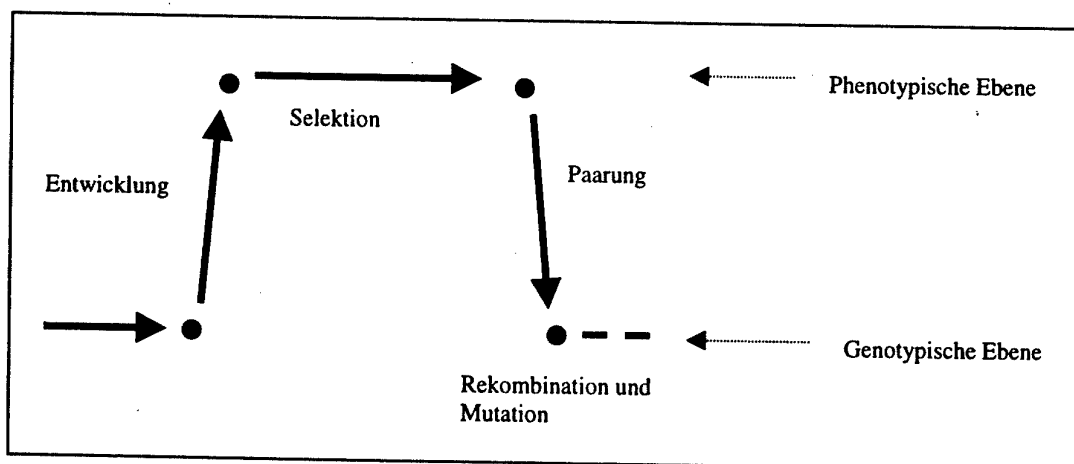 Phenotypische Ebene
Selektion
Entwicklung
Paarung
Genotypische Ebene
Rekombination und
Mutation